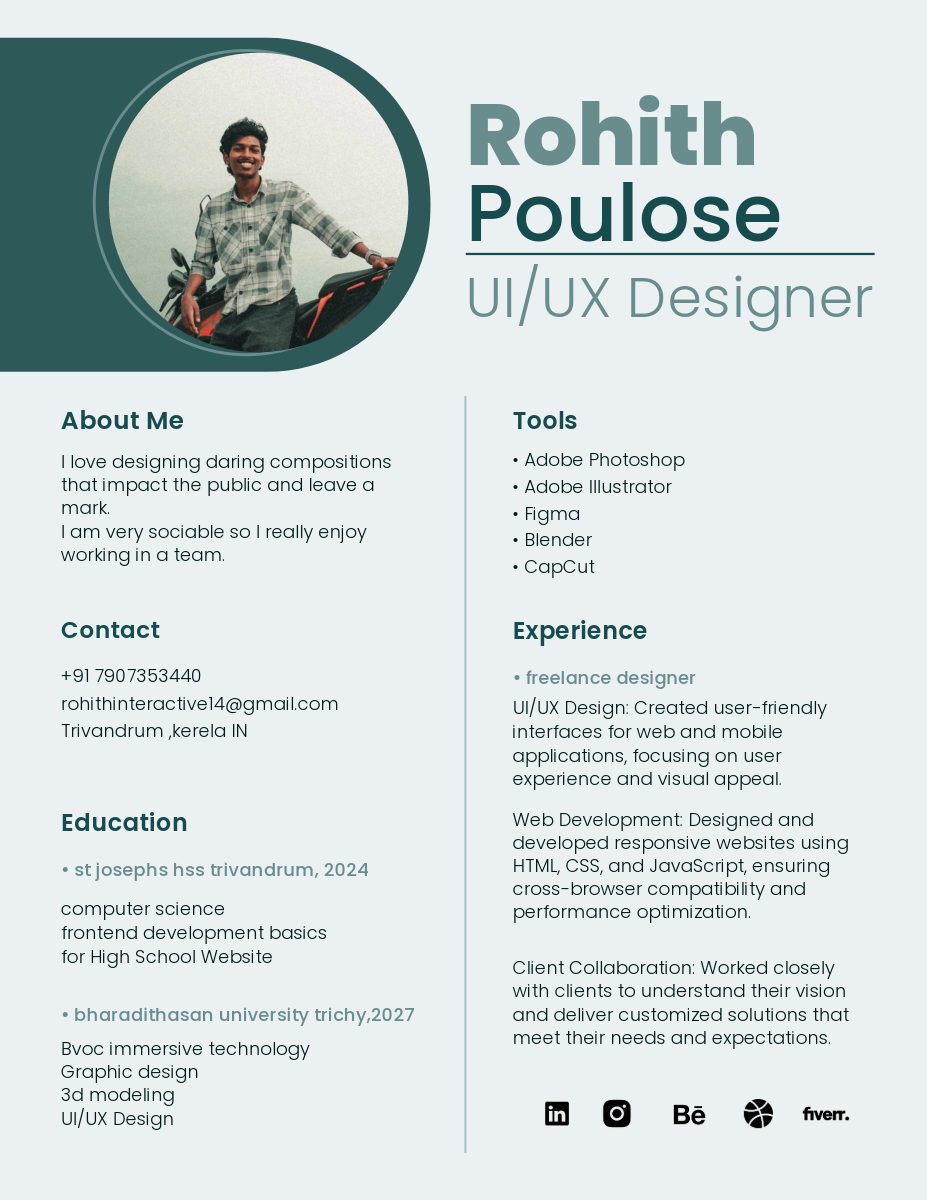 Rohith
Poulose
UI/UX Designer
About Me
I love designing daring compositions
that impact the public and leave a
mark.
I am very sociable so I really enjoy
working in a team.
Contact
+91 7907353440
rohithinteractive14@gmail.com
Trivandrum ,kerela IN
Education
• st josephs hss trivandrum, 2024
computer science
frontend development basics
for High School Website
• bharadithasan university trichy,2027
Bvoc immersive technology
Graphic design
3d modeling
UI/UX Design
Tools
• Adobe Photoshop
• Adobe Illustrator
• Figma
• Blender
• CapCut
Experience
• freelance designer
UI/UX Design: Created user-friendly
interfaces for web and mobile
applications, focusing on user
experience and visual appeal.
Web Development: Designed and
developed responsive websites using
HTML, CSS, and JavaScript, ensuring
cross-browser compatibility and
performance optimization.
Client Collaboration: Worked closely
with clients to understand their vision
and deliver customized solutions that
meet their needs and expectations.
in Bē fiverr.